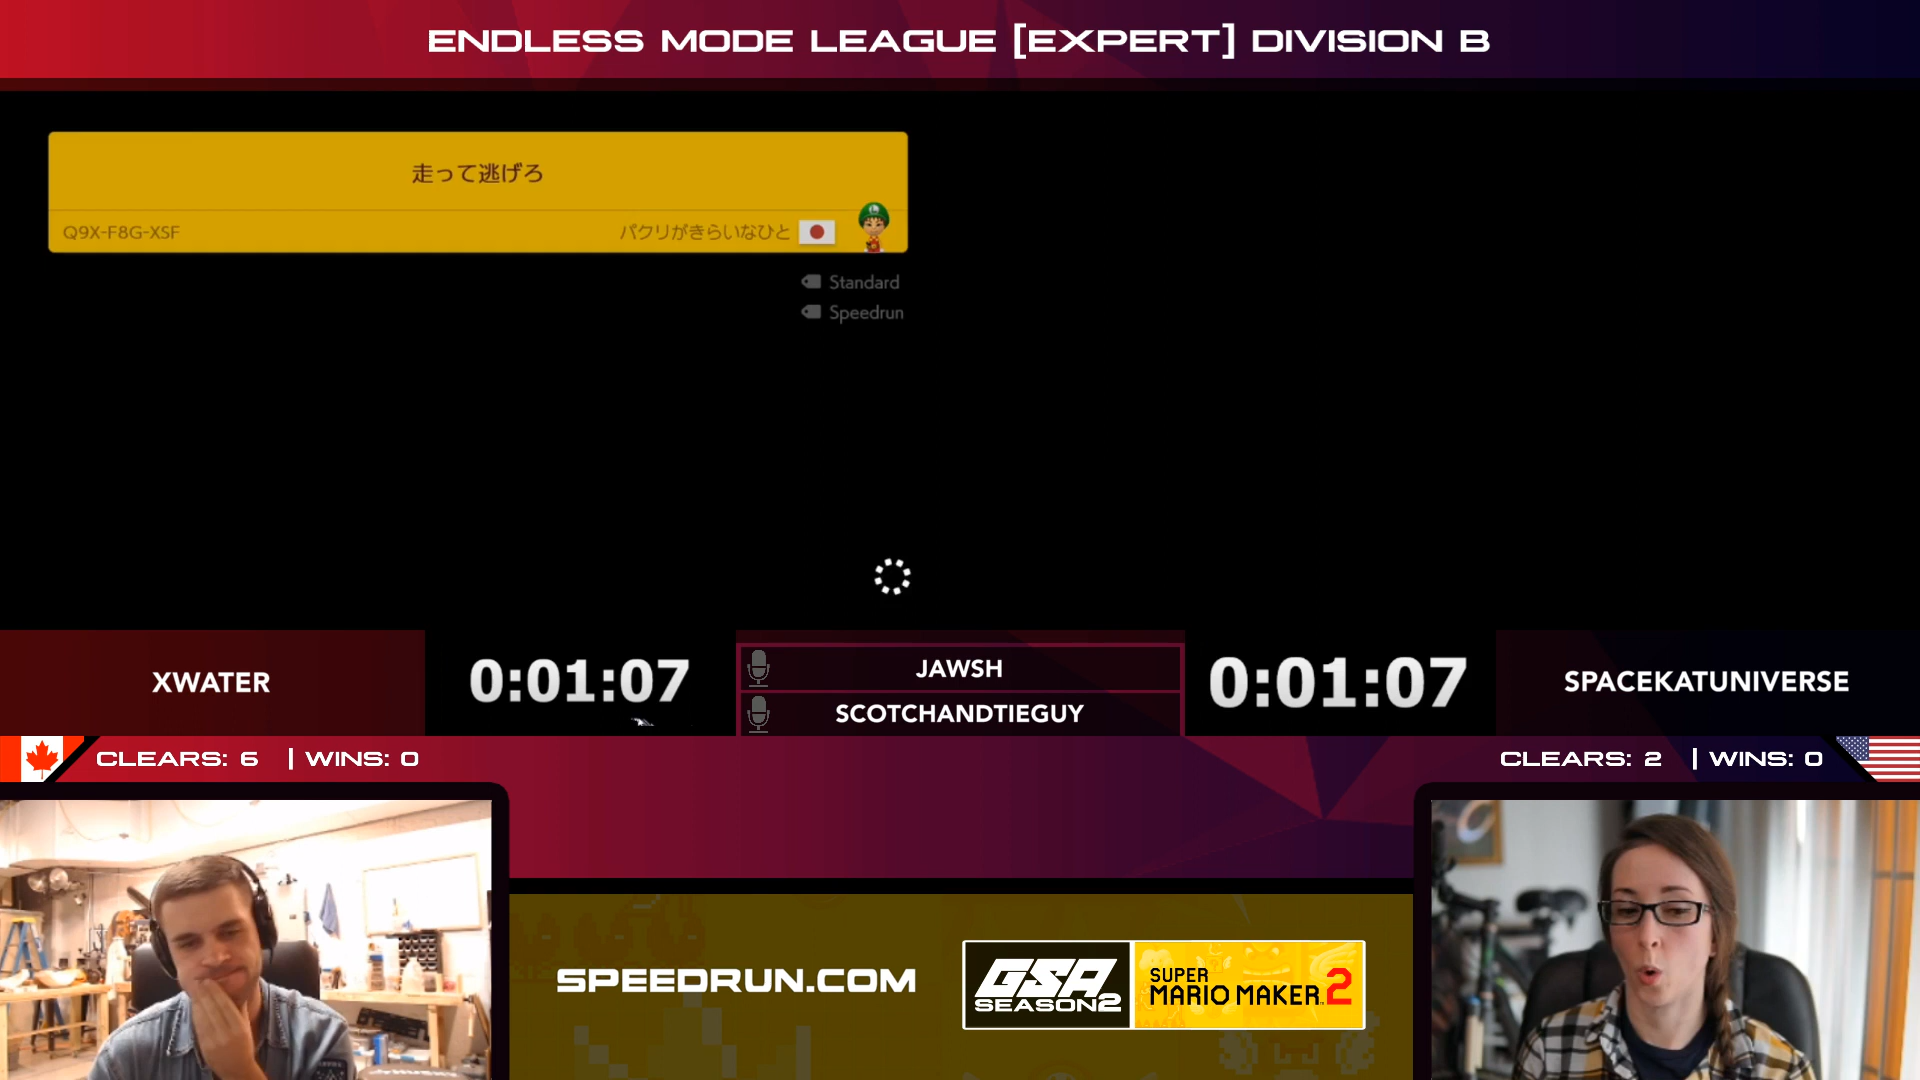 ENDLESS MODE LEAGUE [EXPERT] DIVISION B
走って逃げろ
Q9X-F8G-XSF
パクリがきらいなひと
Standard
Speedrun
XWATER
0:01:07
JAWSH
SCOTCHANDTIEGUY
0:01:07
SPACEKATUNIVERSE
CLEARS: 6 | WINS: 0
CLEARS: 2 | WINS: 0
SPEEDRUN.COM
GSA
SEASON2
SUPER
MARIO MAKER 2